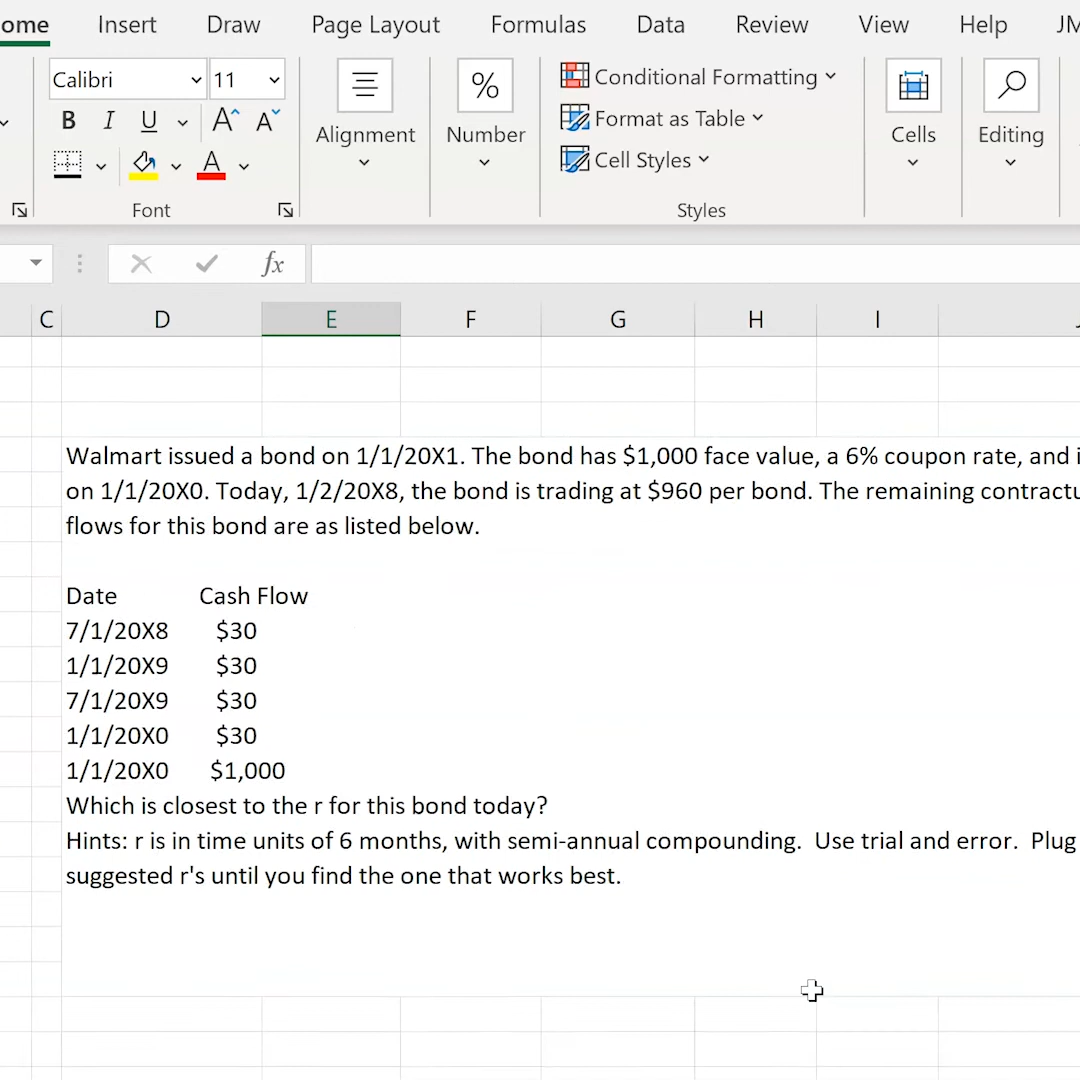 ome Insert Draw Page Layout Formulas Data Review View Help JM
Calibri 11 % Conditional Formatting
B I U A A Alignment Number Format as Table Cells Editing
A Cell Styles
Font Styles
fx
C D E F G H I
Walmart issued a bond on 1/1/20X1. The bond has $1,000 face value, a 6% coupon rate, and
on 1/1/20X0. Today, 1/2/20X8, the bond is trading at $960 per bond. The remaining contractu
flows for this bond are as listed below.
Date Cash Flow
7/1/20X8 $30
1/1/20X9 $30
7/1/20X9 $30
1/1/20X0 $30
1/1/20X0 $1,000
Which is closest to the r for this bond today?
Hints: r is in time units of 6 months, with semi-annual compounding. Use trial and error. Plug
suggested r's until you find the one that works best.